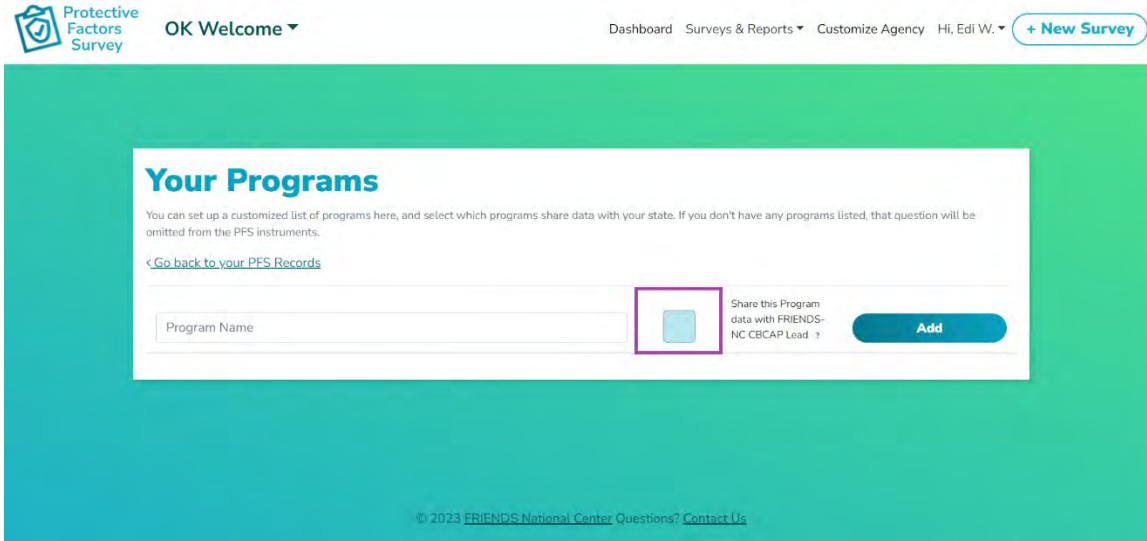 Protective
Factors
Survey
OK Welcome
Dashboard Surveys & Reports Customize Agency Hi, Edi W. + New Survey
Your Programs
You can set up a customized list of programs here, and select which programs share data with your state. If you don't have any programs listed, that question will be
omitted from the PFS instruments.
< Go back to your PFS Records
Program Name
Share this Program
data with FRIENDS-
NC CBCAP Lead ?
Add
© 2023 FRIENDS National Center Questions? Contact Us